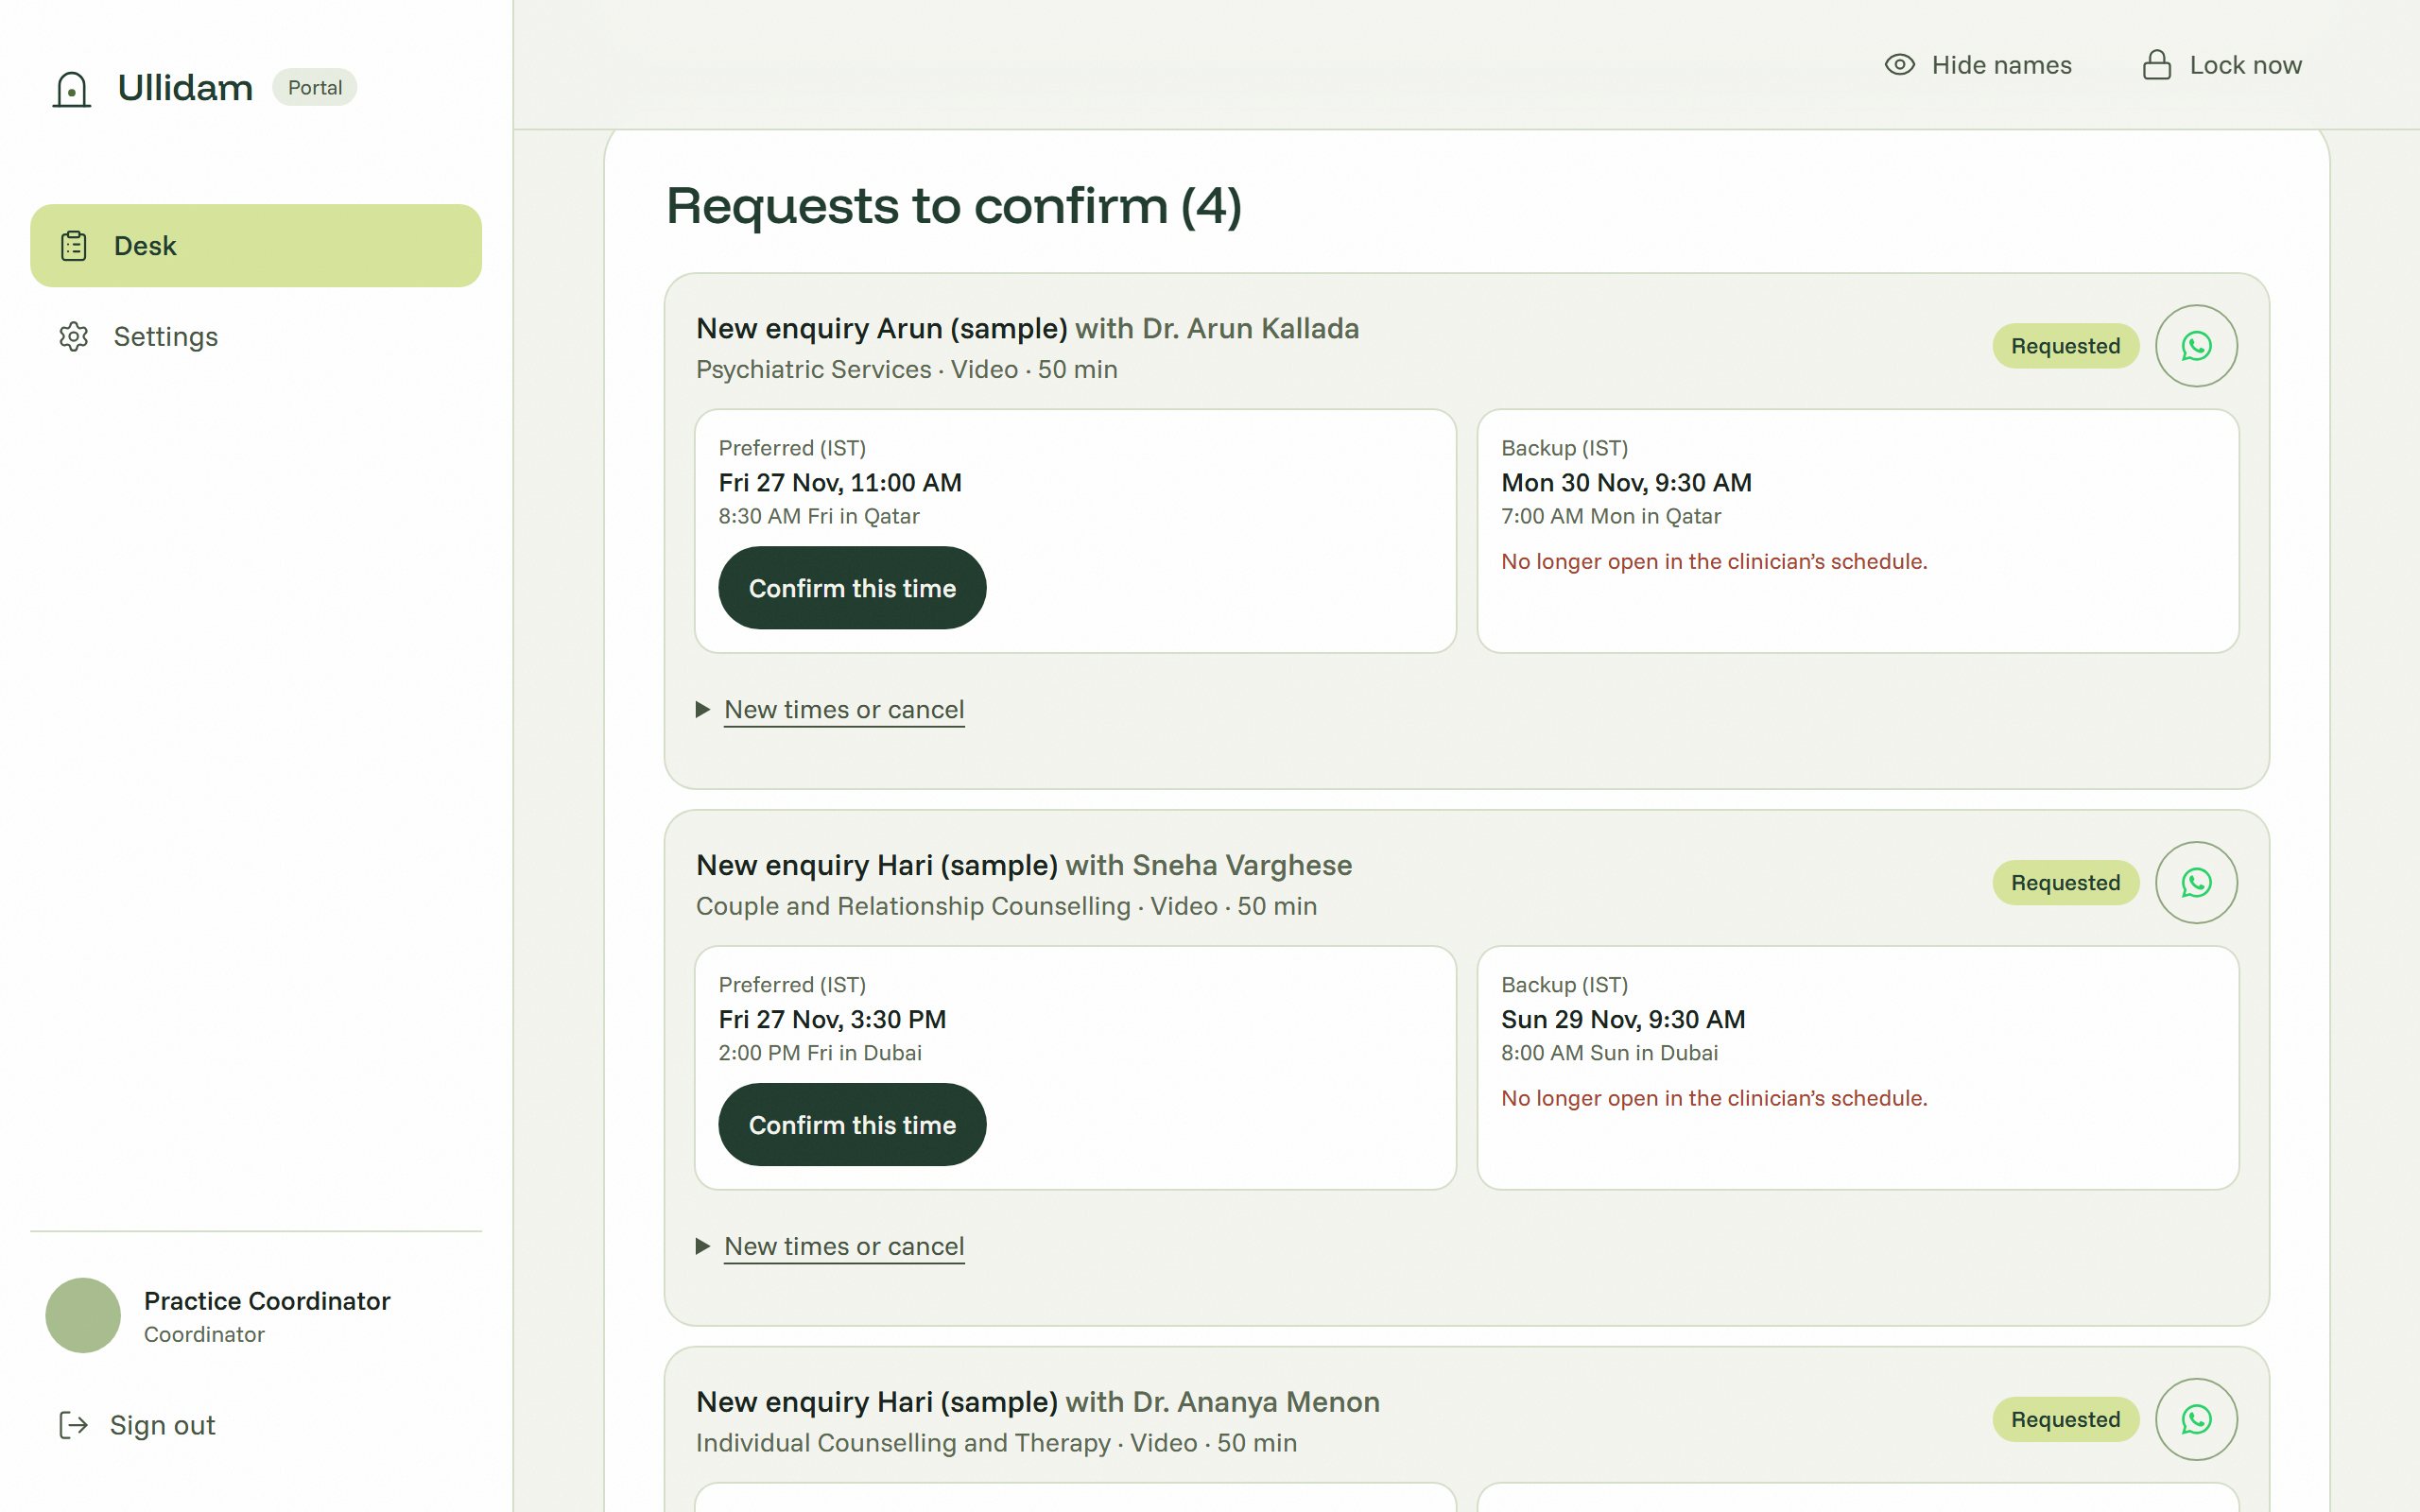 Ullidam Portal
Hide names
Lock now
Desk
Settings
Requests to confirm (4)
New enquiry Arun (sample) with Dr. Arun Kallada
Psychiatric Services · Video · 50 min
Requested
Preferred (IST)
Fri 27 Nov, 11:00 AM
8:30 AM Fri in Qatar
Confirm this time
Backup (IST)
Mon 30 Nov, 9:30 AM
7:00 AM Mon in Qatar
No longer open in the clinician’s schedule.
New times or cancel
New enquiry Hari (sample) with Sneha Varghese
Couple and Relationship Counselling · Video · 50 min
Requested
Preferred (IST)
Fri 27 Nov, 3:30 PM
2:00 PM Fri in Dubai
Confirm this time
Backup (IST)
Sun 29 Nov, 9:30 AM
8:00 AM Sun in Dubai
No longer open in the clinician’s schedule.
New times or cancel
New enquiry Hari (sample) with Dr. Ananya Menon
Individual Counselling and Therapy · Video · 50 min
Requested
Practice Coordinator
Coordinator
Sign out